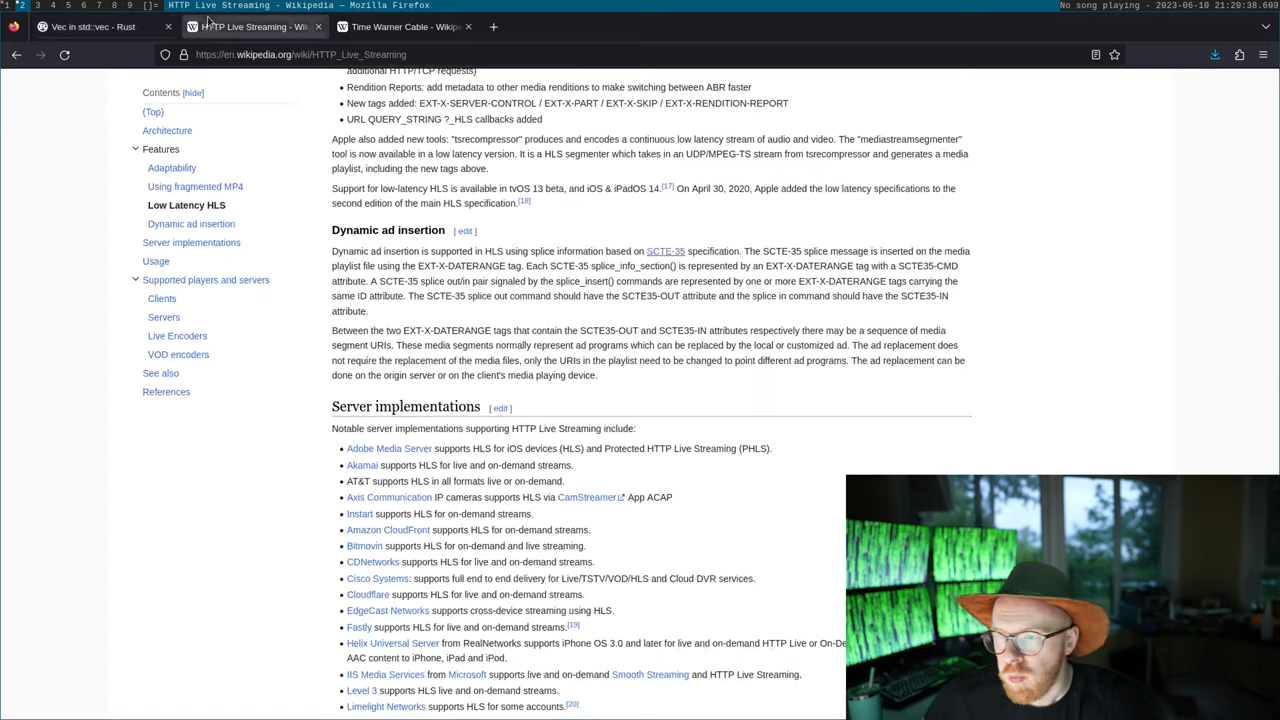 1 2 3 4 5 6 7 8 9 []= HTTP Live Streaming - Wikipedia — Mozilla Firefox No song playing - 2023-06-10 21:20:38.609
Vec in std::vec - Rust HTTP Live Streaming - Wik Time Warner Cable - Wikip
https://en.wikipedia.org/wiki/HTTP_Live_Streaming
additional HTTP/TCP requests)
Contents [hide]
(Top)
Architecture
Features
Adaptability
Using fragmented MP4
Low Latency HLS
Dynamic ad insertion
Server implementations
Usage
Supported players and servers
Clients
Servers
Live Encoders
VOD encoders
See also
References
• Rendition Reports: add metadata to other media renditions to make switching between ABR faster
• New tags added: EXT-X-SERVER-CONTROL / EXT-X-PART / EXT-X-SKIP / EXT-X-RENDITION-REPORT
• URL QUERY_STRING ?_HLS callbacks added
Apple also added new tools: "tsrecompressor" produces and encodes a continuous low latency stream of audio and video. The "mediastreamsegmenter"
tool is now available in a low latency version. It is a HLS segmenter which takes in an UDP/MPEG-TS stream from tsrecompressor and generates a media
playlist, including the new tags above.
Support for low-latency HLS is available in tvOS 13 beta, and iOS & iPadOS 14.[17] On April 30, 2020, Apple added the low latency specifications to the
second edition of the main HLS specification.[18]
Dynamic ad insertion [ edit ]
Dynamic ad insertion is supported in HLS using splice information based on SCTE-35 specification. The SCTE-35 splice message is inserted on the media
playlist file using the EXT-X-DATERANGE tag. Each SCTE-35 splice_info_section() is represented by an EXT-X-DATERANGE tag with a SCTE35-CMD
attribute. A SCTE-35 splice out/in pair signaled by the splice_insert() commands are represented by one or more EXT-X-DATERANGE tags carrying the
same ID attribute. The SCTE-35 splice out command should have the SCTE35-OUT attribute and the splice in command should have the SCTE35-IN
attribute.
Between the two EXT-X-DATERANGE tags that contain the SCTE35-OUT and SCTE35-IN attributes respectively there may be a sequence of media
segment URIs. These media segments normally represent ad programs which can be replaced by the local or customized ad. The ad replacement does
not require the replacement of the media files, only the URIs in the playlist need to be changed to point different ad programs. The ad replacement can be
done on the origin server or on the client's media playing device.
Server implementations [ edit ]
Notable server implementations supporting HTTP Live Streaming include:
• Adobe Media Server supports HLS for iOS devices (HLS) and Protected HTTP Live Streaming (PHLS).
• Akamai supports HLS for live and on-demand streams.
• AT&T supports HLS in all formats live or on-demand.
• Axis Communication IP cameras supports HLS via CamStreamer App ACAP
• Instart supports HLS for on-demand streams.
• Amazon CloudFront supports HLS for on-demand streams.
• Bitmovin supports HLS for on-demand and live streaming.
• CDNetworks supports HLS for live and on-demand streams.
• Cisco Systems: supports full end to end delivery for Live/TSTV/VOD/HLS and Cloud DVR services.
• Cloudflare supports HLS for live and on-demand streams.
• EdgeCast Networks supports cross-device streaming using HLS.
• Fastly supports HLS for live and on-demand streams.[19]
• Helix Universal Server from RealNetworks supports iPhone OS 3.0 and later for live and on-demand HTTP Live or On-De
AAC content to iPhone, iPad and iPod.
• IIS Media Services from Microsoft supports live and on-demand Smooth Streaming and HTTP Live Streaming.
• Level 3 supports HLS live and on-demand streams.
• Limelight Networks supports HLS for some accounts.[20]